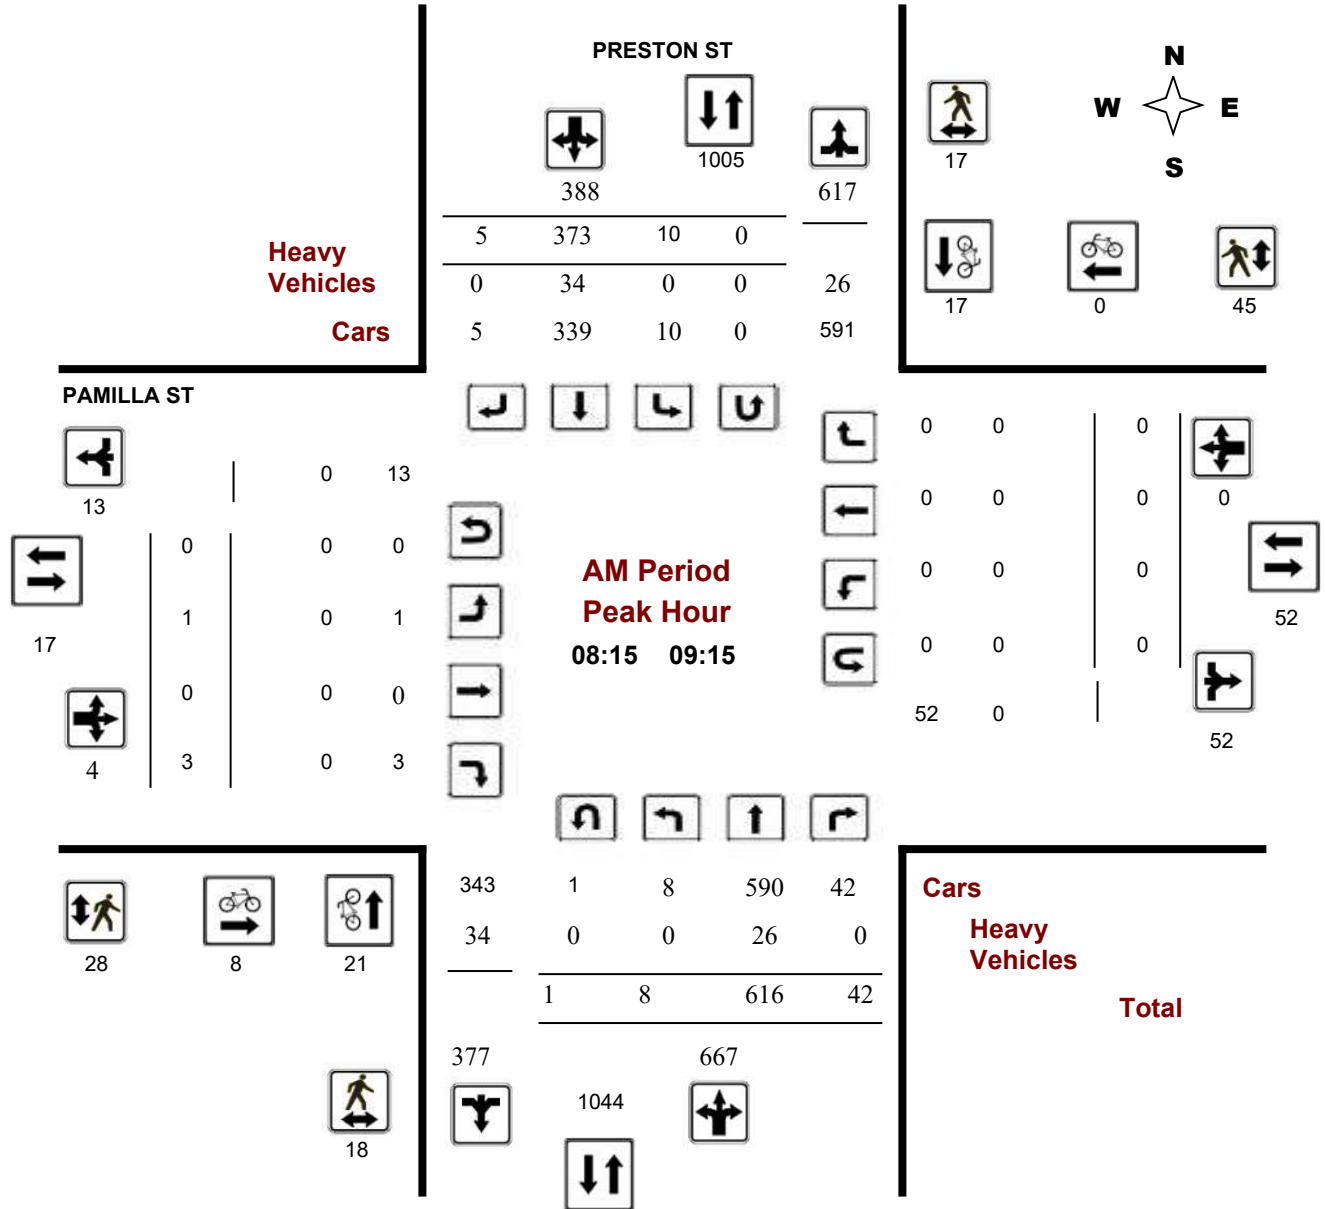 PRESTON ST
N
W E
S
1005
17
388 617
5 373 10 0
Heavy
Vehicles 0 34 0 0 26
Cars 5 339 10 0 591
17 0 45
PAMILLA ST
13
0 13
0 0 0
17
1 0 1
0 0 0
4
3 0 3
AM Period
Peak Hour
08:15 09:15
0 0 0
0 0 0 0
0 0 0
52
0 0 0
52 0
52
343 1 8 590 42
34 0 0 26 0
1 8 616 42
Cars
Heavy
Vehicles
Total
28 8 21
377 667
1044
18